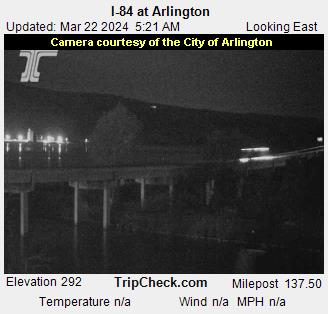 I-84 at Arlington
Updated: Mar 22 2024 5:21 AM Looking East
Camera courtesy of the City of Arlington
Elevation 292 TripCheck.com Milepost 137.50
Temperature n/a Wind n/a MPH n/a